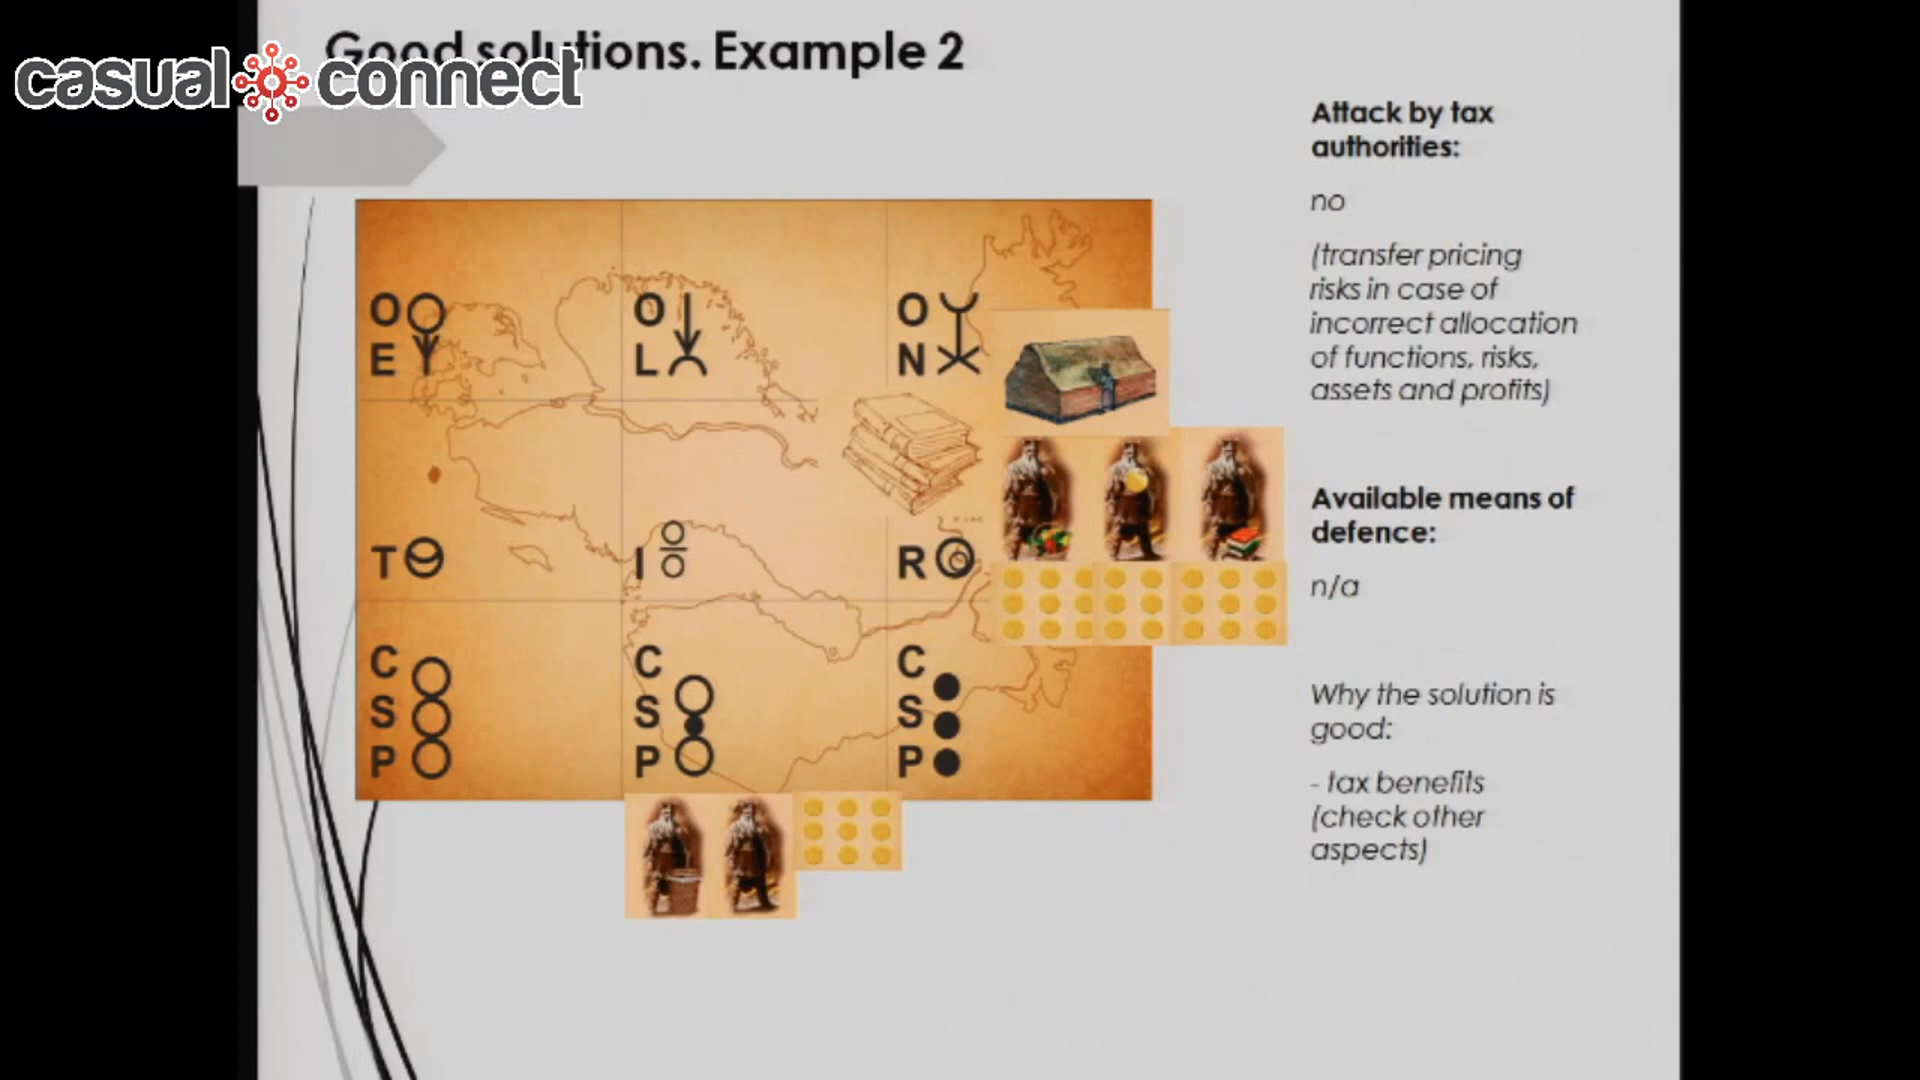 Good solutions. Example 2
casual connect
Attack by tax
authorities:
no
(transfer pricing
risks in case of
incorrect allocation
of functions, risks,
assets and profits)
Available means of
defence:
n/a
Why the solution is
good:
- tax benefits
(check other
aspects)
O
E
O
L
O
N
T
I
R
C
S
P
C
S
P
C
S
P